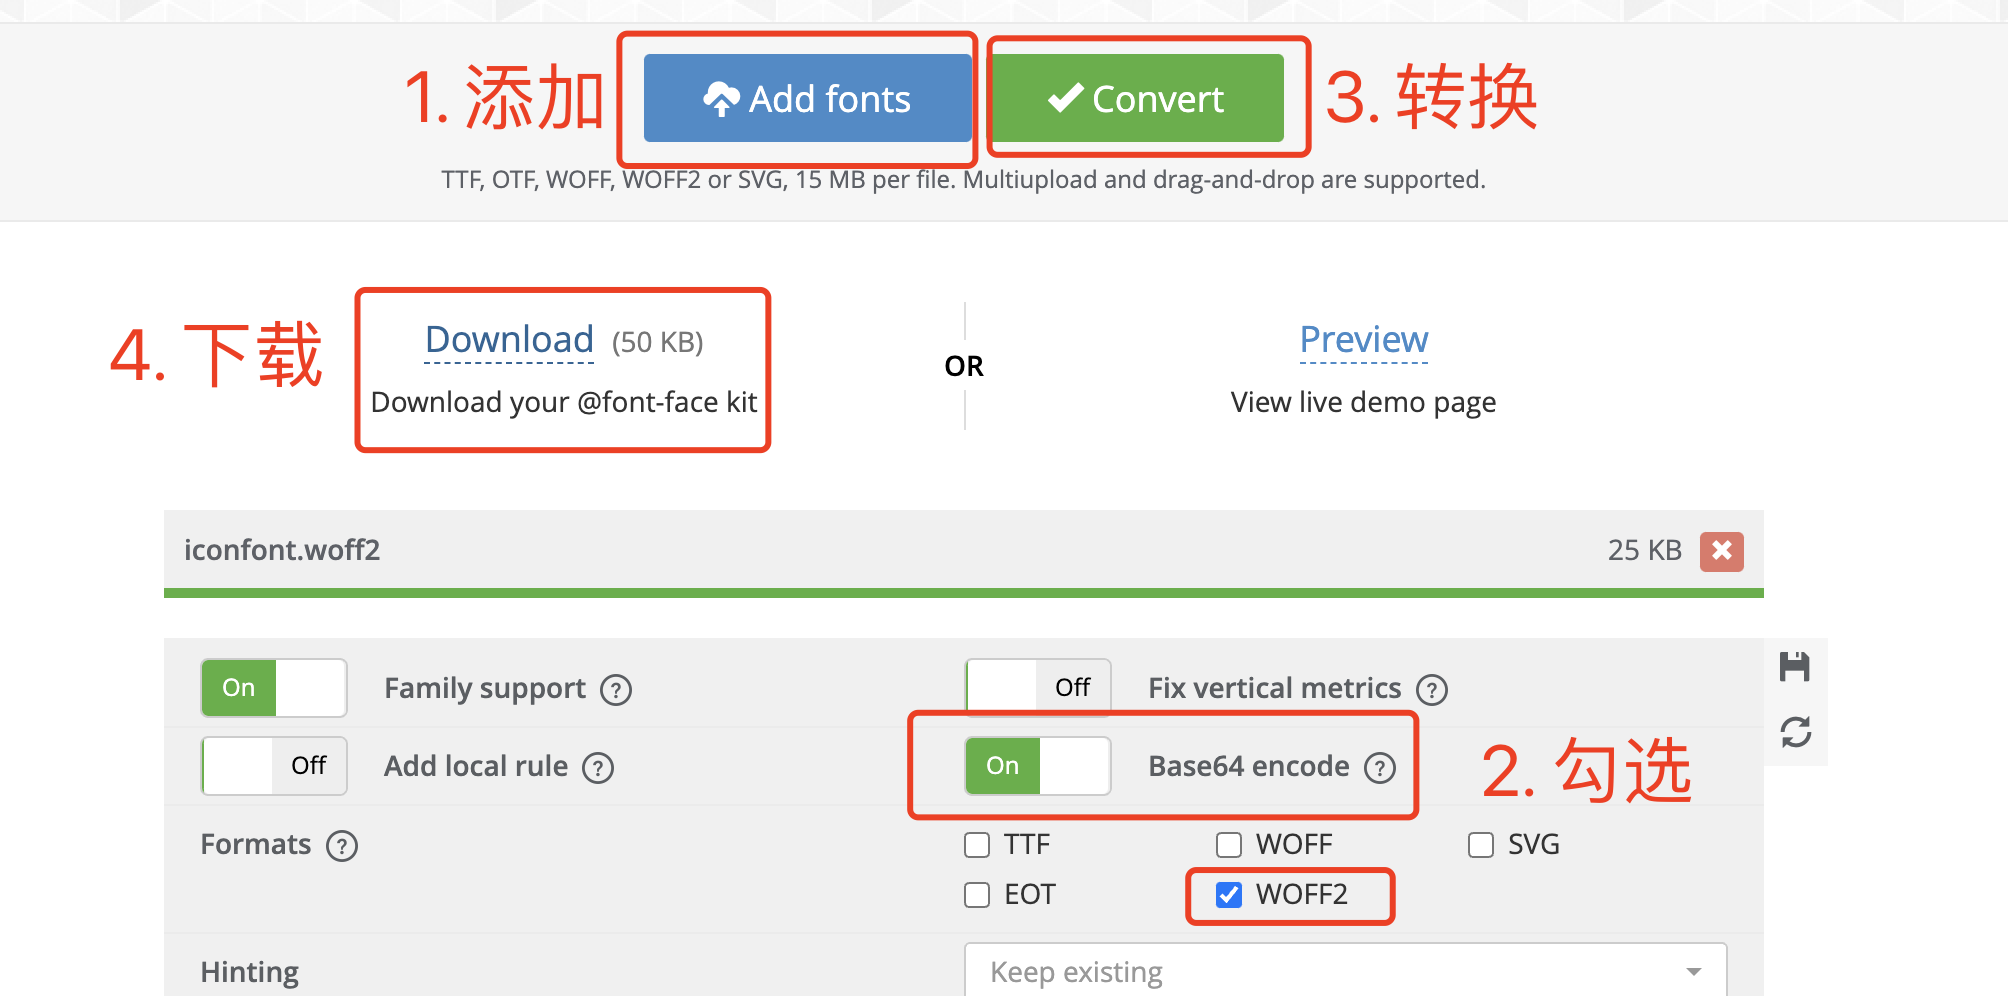 1. 添加
Add fonts
Convert
3. 转换
TTF, OTF, WOFF, WOFF2 or SVG, 15 MB per file. Multiupload and drag-and-drop are supported.
4. 下载
Download (50 KB)
Download your @font-face kit
OR
Preview
View live demo page
iconfont.woff2
25 KB
On
Family support ?
Off
Fix vertical metrics ?
Off
Add local rule ?
On
Base64 encode ?
2. 勾选
Formats ?
TTF
WOFF
SVG
EOT
WOFF2
Hinting
Keep existing